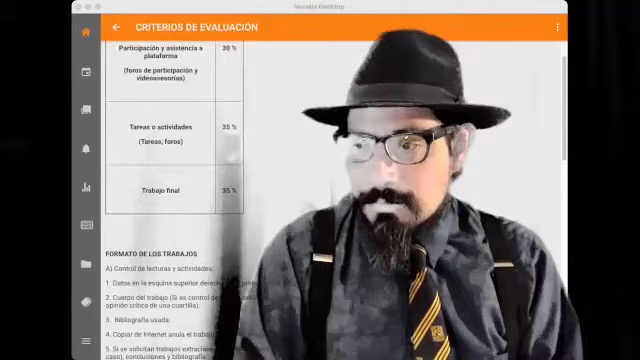 Moodle Desktop
CRITERIOS DE EVALUACIÓN
Participación y asistencia a
plataforma
30 %
(foros de participación y
videoasesorías)
Tareas o actividades
35 %
(Tareas, foros)
Trabajo final
35 %
FORMATO DE LOS TRABAJOS
A) Control de lecturas y actividades:
1. Datos en la esquina superior derecha
2. Cuerpo del trabajo (Si es control de
opinión crítica de una cuartilla).
3. Bibliografía usada.
4. Copiar de Internet anula el trabajo
5. Si se solicitan trabajos extraclase
caso), conclusiones y bibliografía